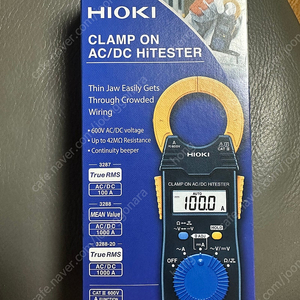 HIOKI
CLAMP ON
AC/DC HiTESTER
Thin Jaw Easily Gets
Through Crowded
Wiring
• 600V AC/DC voltage
• Up to 42MΩ Resistance
• Continuity beeper
3287
True RMS
AC/DC
100 A
3288
MEAN Value
AC/DC
1000 A
3288-20
True RMS
AC/DC
1000 A
CAT III 600V
HIOKI
CLAMP ON AC/DC HiTESTER
100.0
HOLD